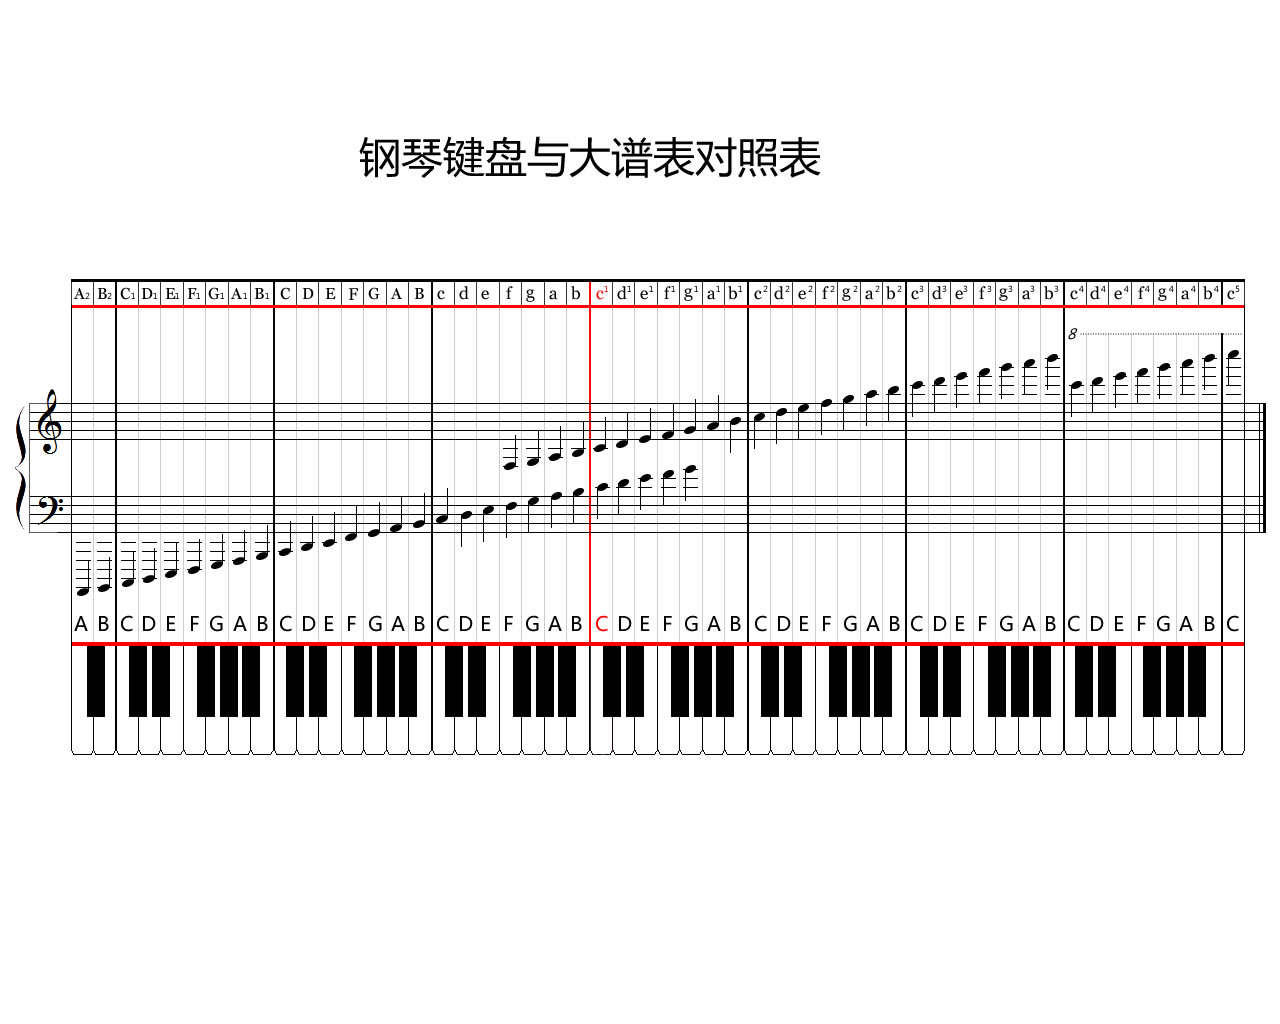 钢琴键盘与大谱表对照表
A2 B2 C1 D1 E1 F1 G1 A1 B1 C D E F G A B c d e f g a b c1 d1 e1 f1 g1 a1 b1 c2 d2 e2 f2 g2 a2 b2 c3 d3 e3 f3 g3 a3 b3 c4 d4 e4 f4 g4 a4 b4 c5
8
A B C D E F G A B C D E F G A B C D E F G A B C D E F G A B C D E F G A B C D E F G A B C D E F G A B C